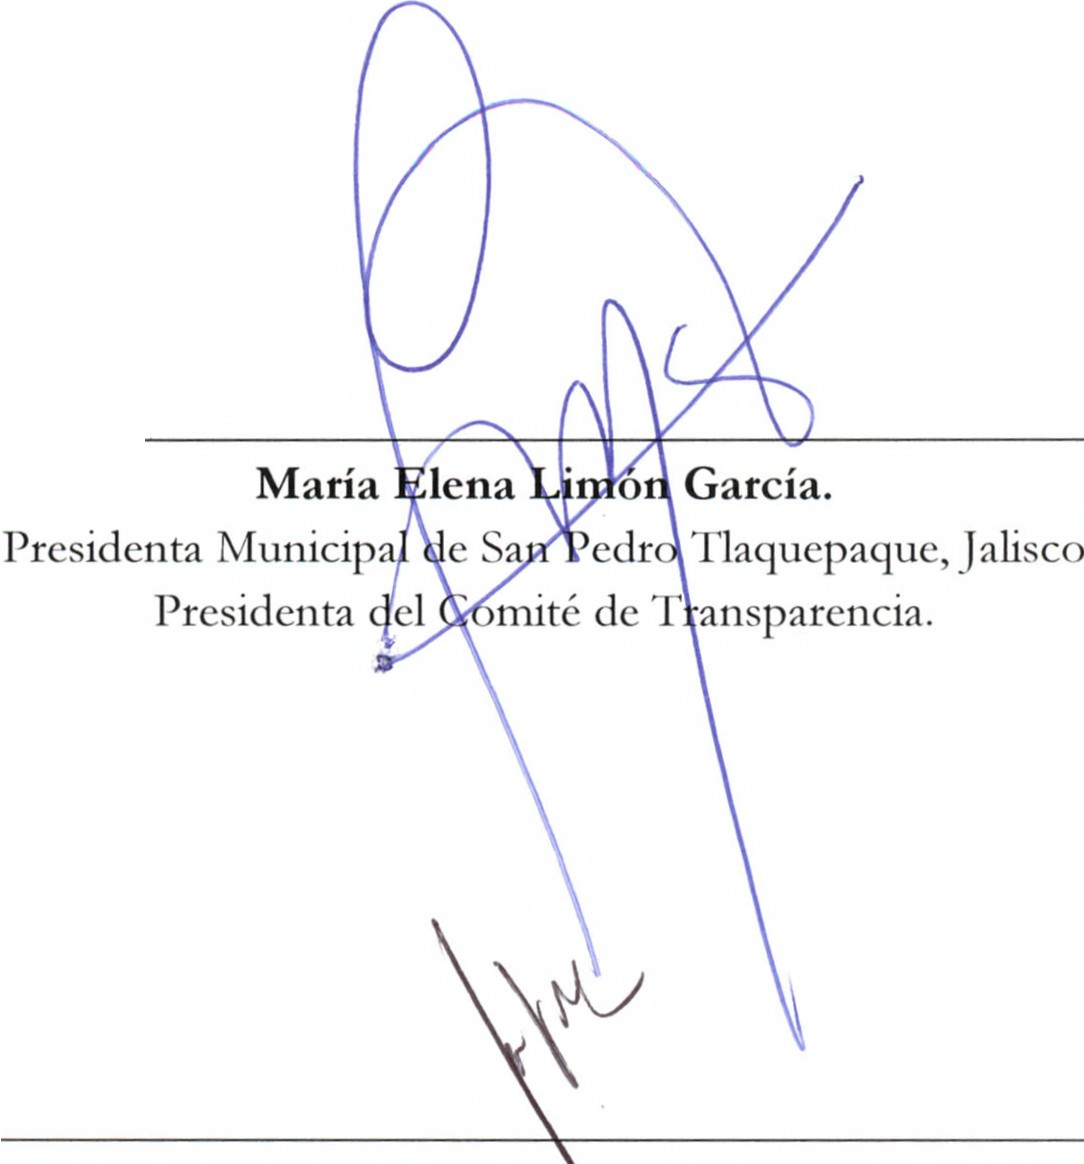 María Elena Limón García.
Presidenta Municipal de San Pedro Tlaquepaque, Jalisco
Presidenta del Comité de Transparencia.